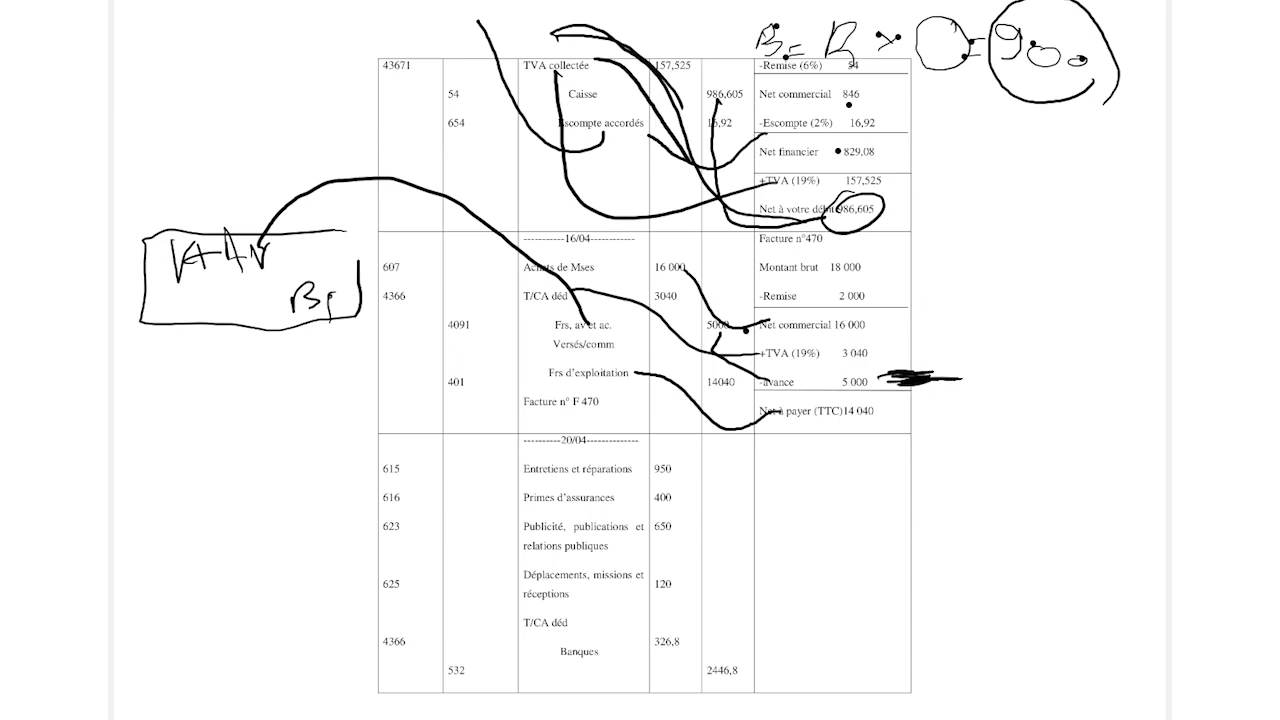 43671 TVA collectée 157,525 -Remise (6%) 54
54 Caisse 986,605 Net commercial 846
654 Escompte accordés 16,92 -Escompte (2%) 16,92
Net financier 829,08
+TVA (19%) 157,525
Net à votre débit 986,605
----------16/04------------ Facture n°470
607 Achats de Mses 16 000 Montant brut 18 000
4366 T/CA déd 3040 -Remise 2 000
4091 Frs, av et ac. 5000 Net commercial 16 000
Versés/comm
+TVA (19%) 3 040
401 Frs d'exploitation 14040 -avance 5 000
Facture n° F 470 Net à payer (TTC)14 040
----------20/04--------------
615 Entretiens et réparations 950
616 Primes d'assurances 400
623 Publicité, publications et 650
relations publiques
625 Déplacements, missions et 120
réceptions
T/CA déd
4366 326,8
Banques
532 2446,8